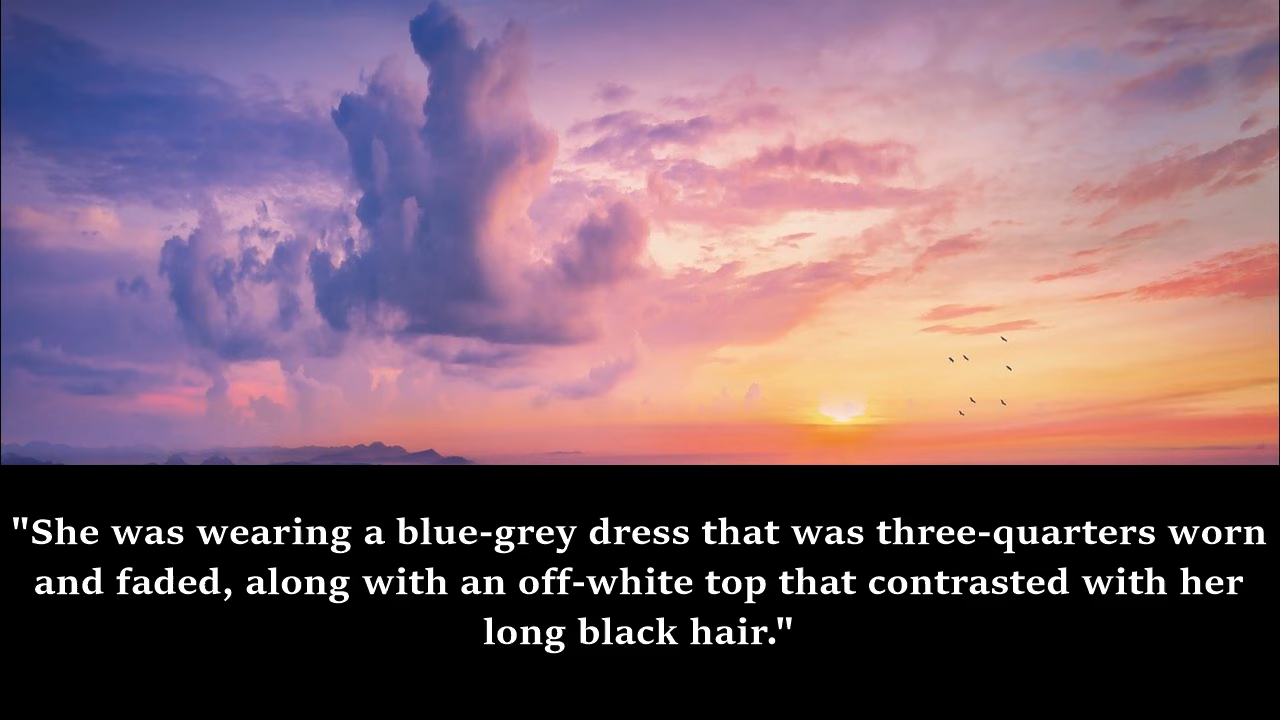 "She was wearing a blue-grey dress that was three-quarters worn
and faded, along with an off-white top that contrasted with her
long black hair."